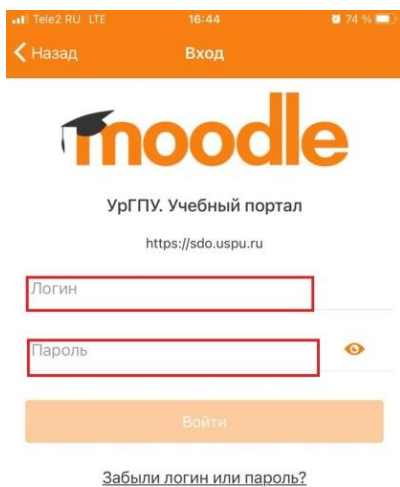 Tele2 RU LTE 16:44 74 %
Назад Вход
moodle
УрГПУ. Учебный портал
https://sdo.uspu.ru
Логин
Пароль
Войти
Забыли логин или пароль?